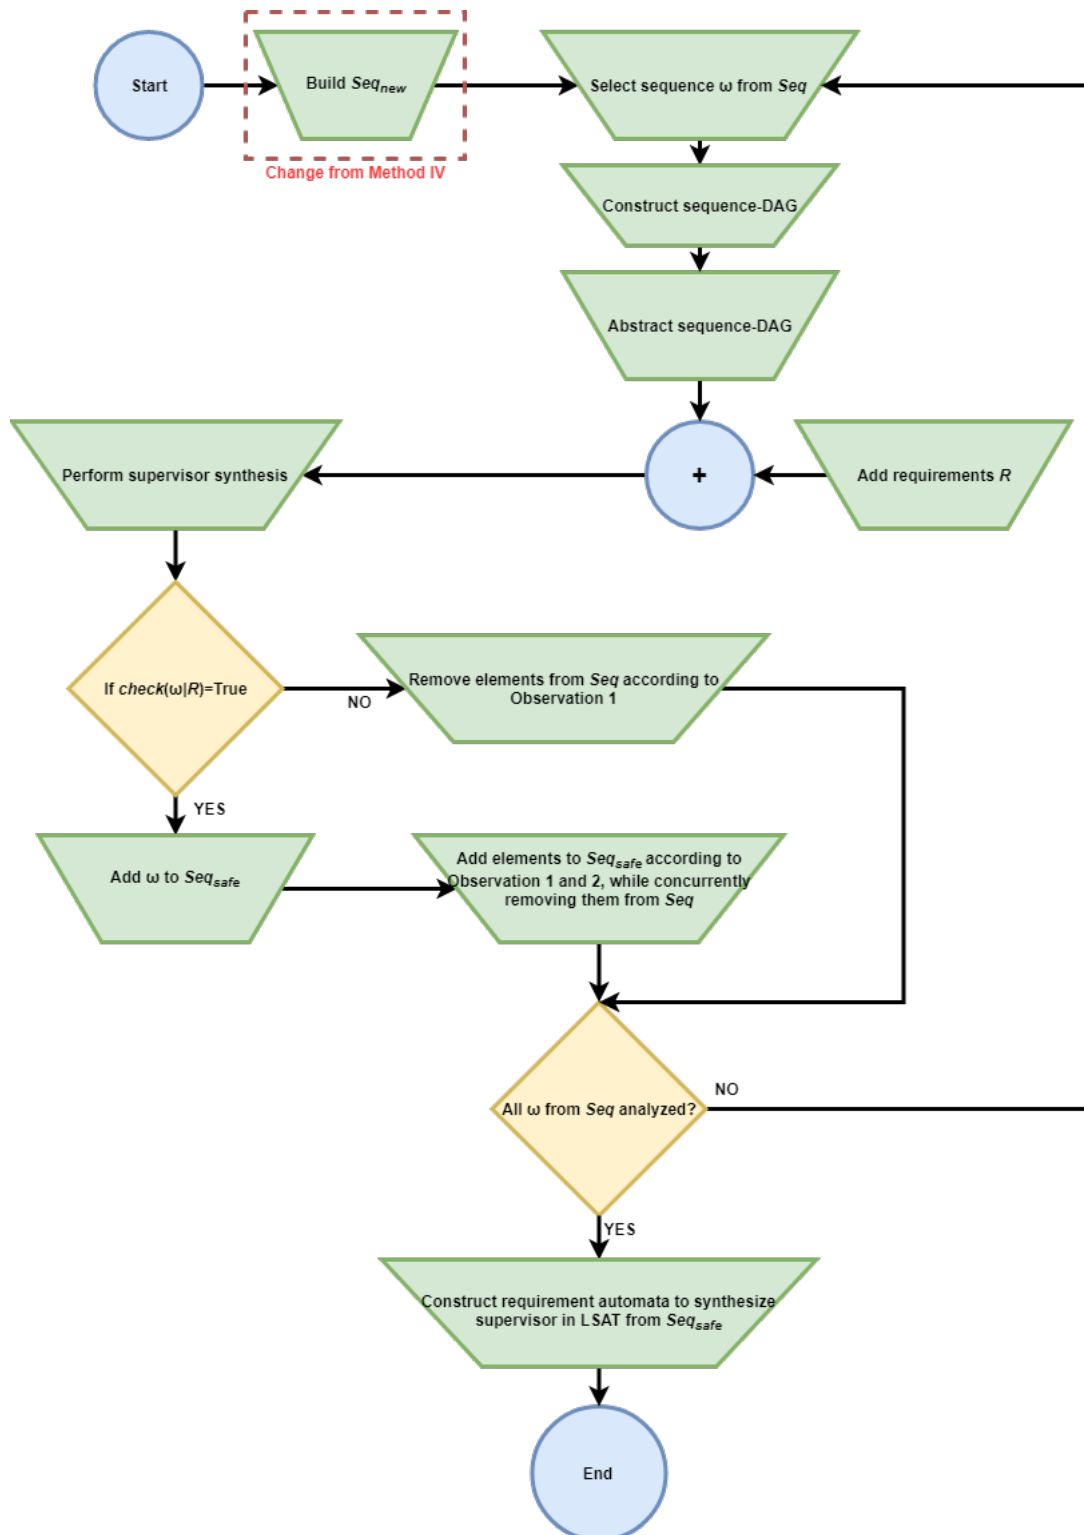 Start
Build Seqnew
Select sequence ω from Seq
Change from Method IV
Construct sequence-DAG
Abstract sequence-DAG
Perform supervisor synthesis
+
Add requirements R
If check(ω|R)=True
NO
Remove elements from Seq according to
Observation 1
YES
Add ω to Seqsafe
Add elements to Seqsafe according to
Observation 1 and 2, while concurrently
removing them from Seq
All ω from Seq analyzed?
NO
YES
Construct requirement automata to synthesize
supervisor in LSAT from Seqsafe
End